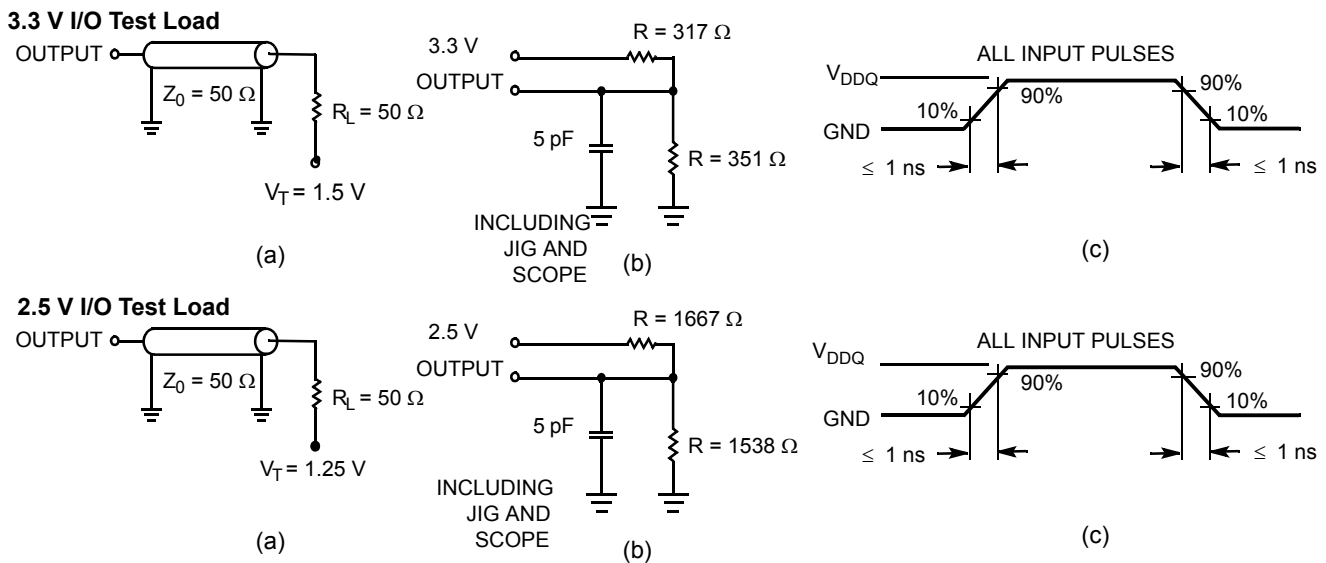 3.3 V I/O Test Load
OUTPUT
Z0 = 50 Ω
RL = 50 Ω
VT = 1.5 V
(a)
3.3 V
OUTPUT
R = 317 Ω
5 pF
R = 351 Ω
INCLUDING
JIG AND
SCOPE
(b)
ALL INPUT PULSES
VDDQ
GND
10%
90%
90%
10%
≤ 1 ns
≤ 1 ns
(c)
2.5 V I/O Test Load
OUTPUT
Z0 = 50 Ω
RL = 50 Ω
VT = 1.25 V
(a)
2.5 V
OUTPUT
R = 1667 Ω
5 pF
R = 1538 Ω
INCLUDING
JIG AND
SCOPE
(b)
ALL INPUT PULSES
VDDQ
GND
10%
90%
90%
10%
≤ 1 ns
≤ 1 ns
(c)